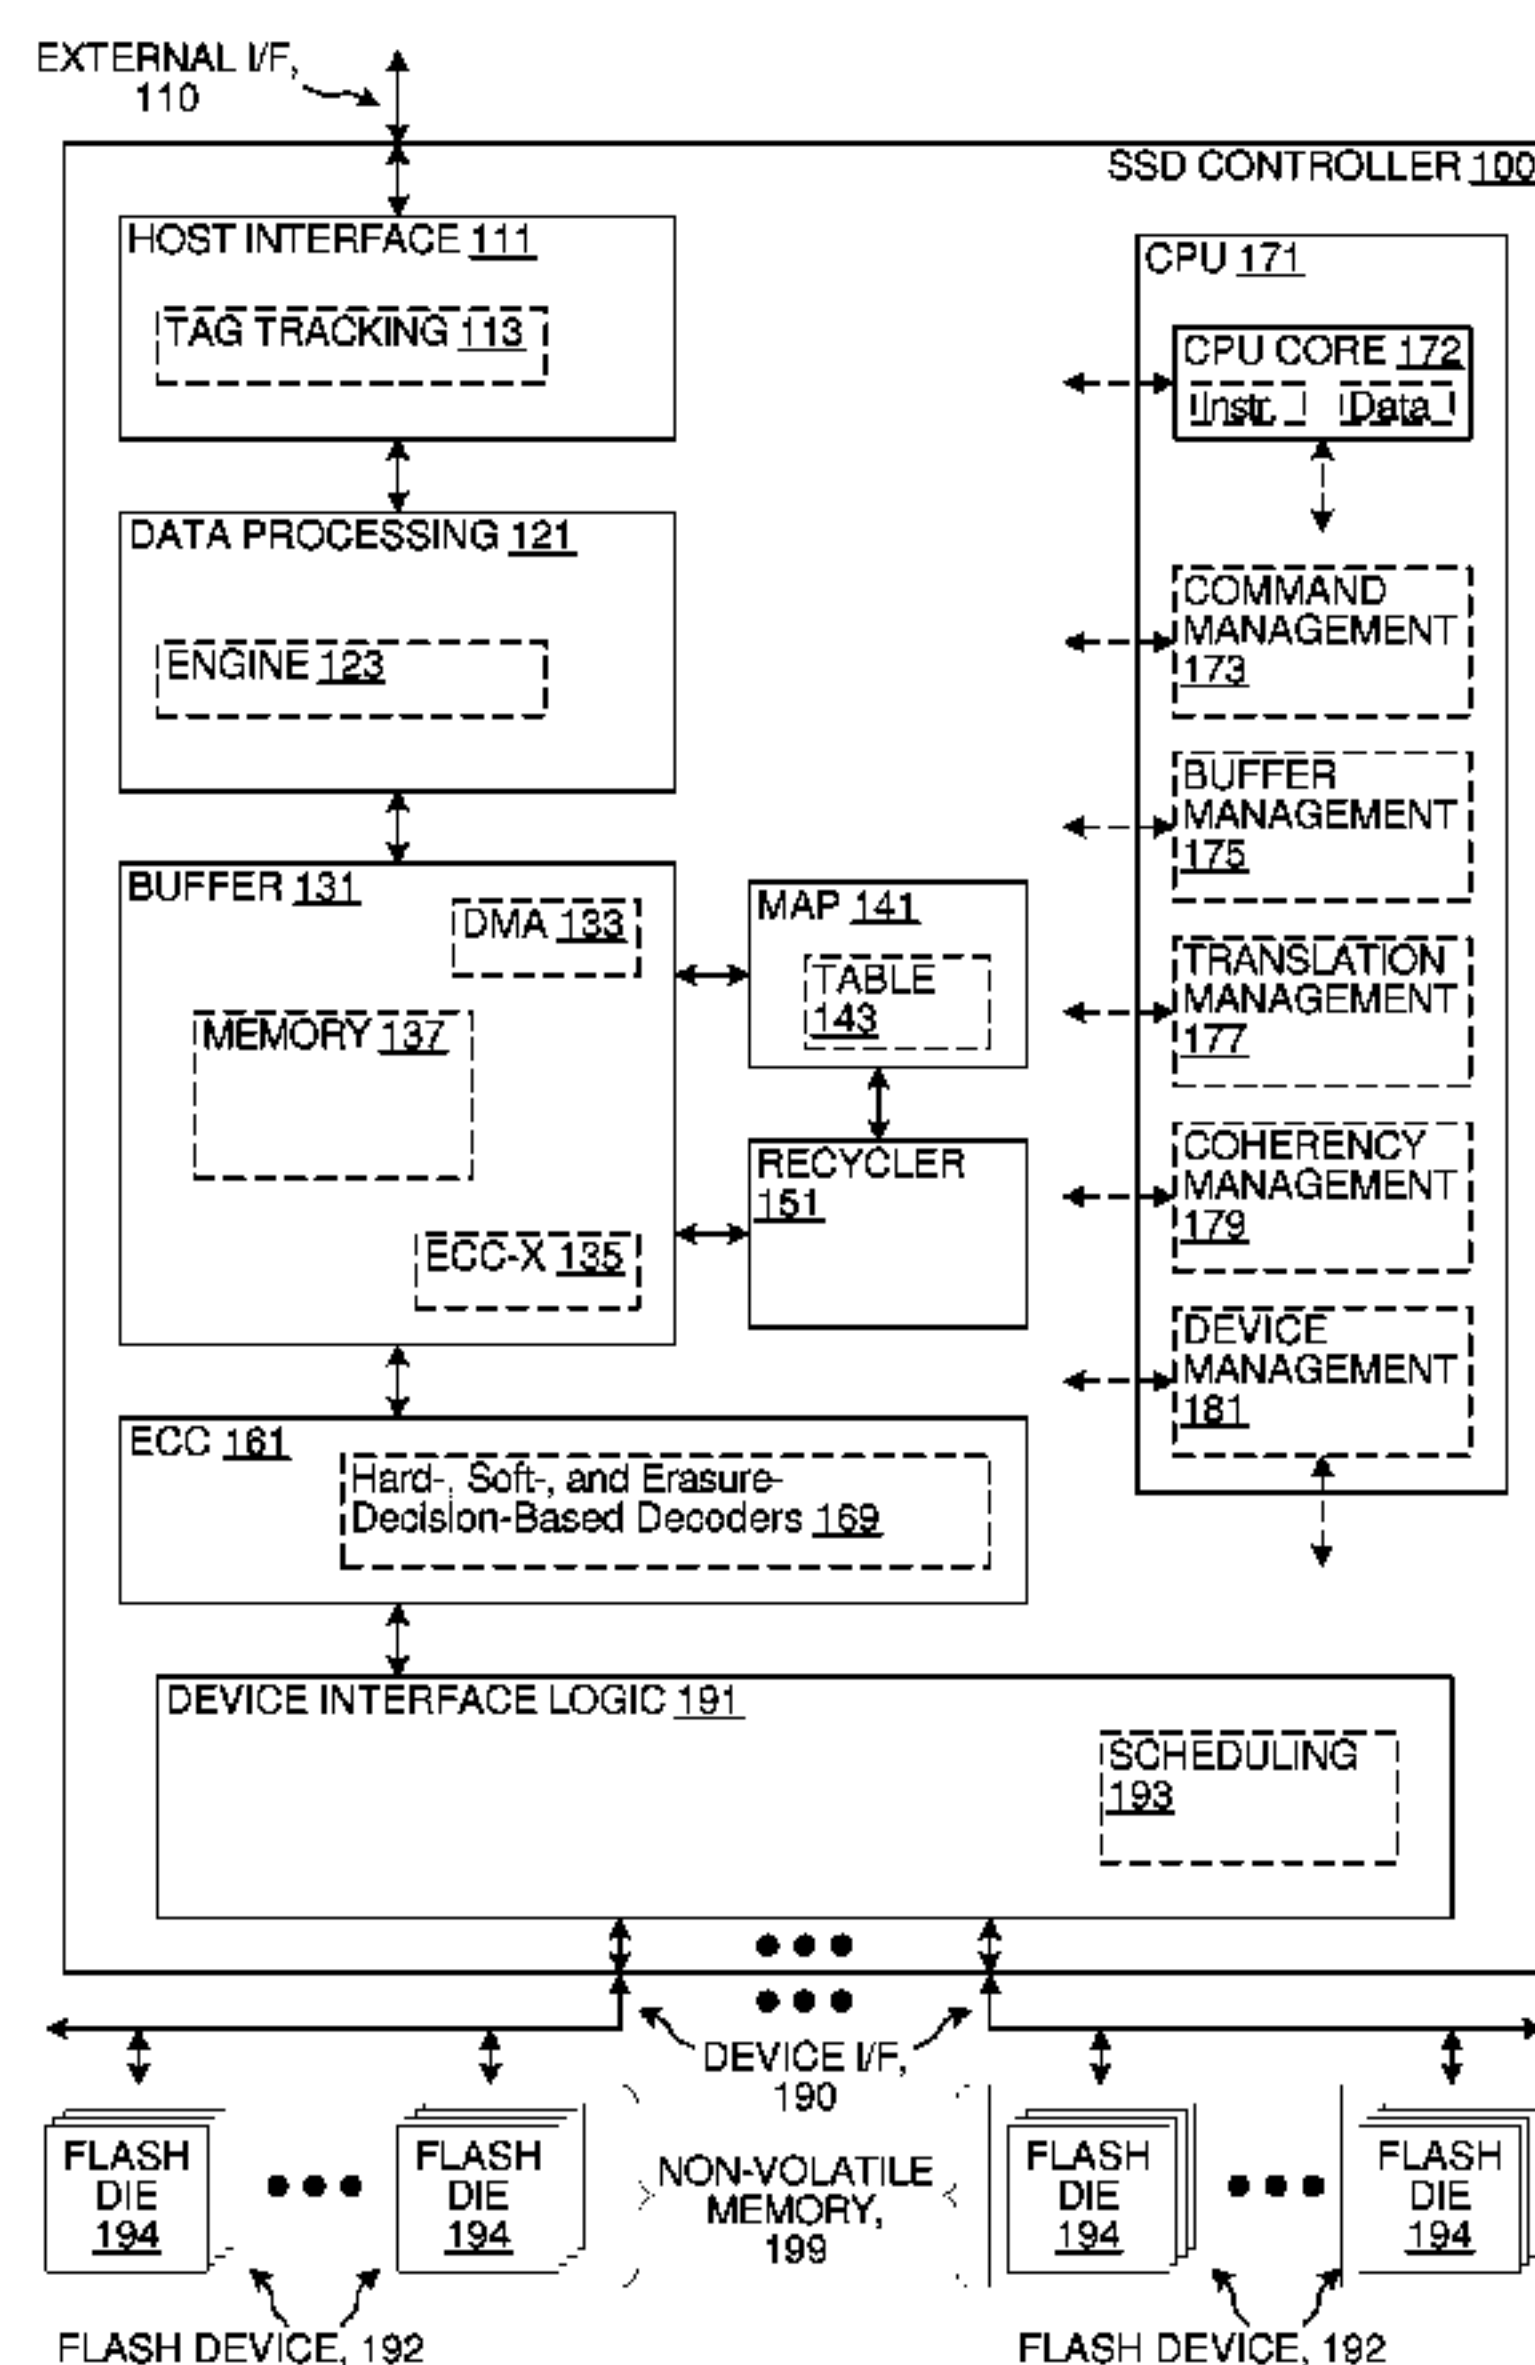 EXTERNAL I/F,
110
SSD CONTROLLER 100
HOST INTERFACE 111
TAG TRACKING 113
DATA PROCESSING 121
ENGINE 123
BUFFER 131
DMA 133
MEMORY 137
ECC-X 135
MAP 141
TABLE
143
RECYCLER
151
CPU 171
CPU CORE 172
Instr. Data
COMMAND
MANAGEMENT
173
BUFFER
MANAGEMENT
175
TRANSLATION
MANAGEMENT
177
COHERENCY
MANAGEMENT
179
DEVICE
MANAGEMENT
181
ECC 161
Hard-, Soft-, and Erasure-
Decision-Based Decoders 169
DEVICE INTERFACE LOGIC 191
SCHEDULING
193
DEVICE I/F,
190
FLASH
DIE
194
FLASH
DIE
194
NON-VOLATILE
MEMORY,
199
FLASH
DIE
194
FLASH
DIE
194
FLASH DEVICE, 192
FLASH DEVICE, 192